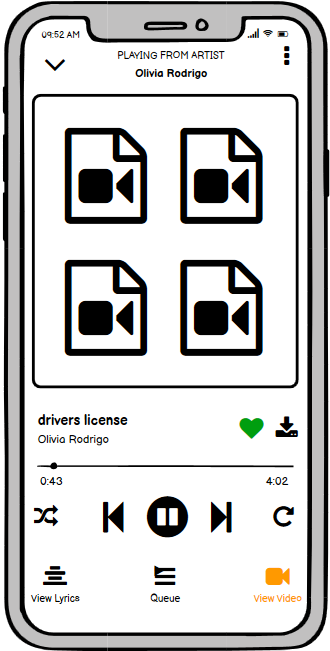 09:52 AM
PLAYING FROM ARTIST
Olivia Rodrigo
drivers license
Olivia Rodrigo
0:43
4:02
View Lyrics
Queue
View Video